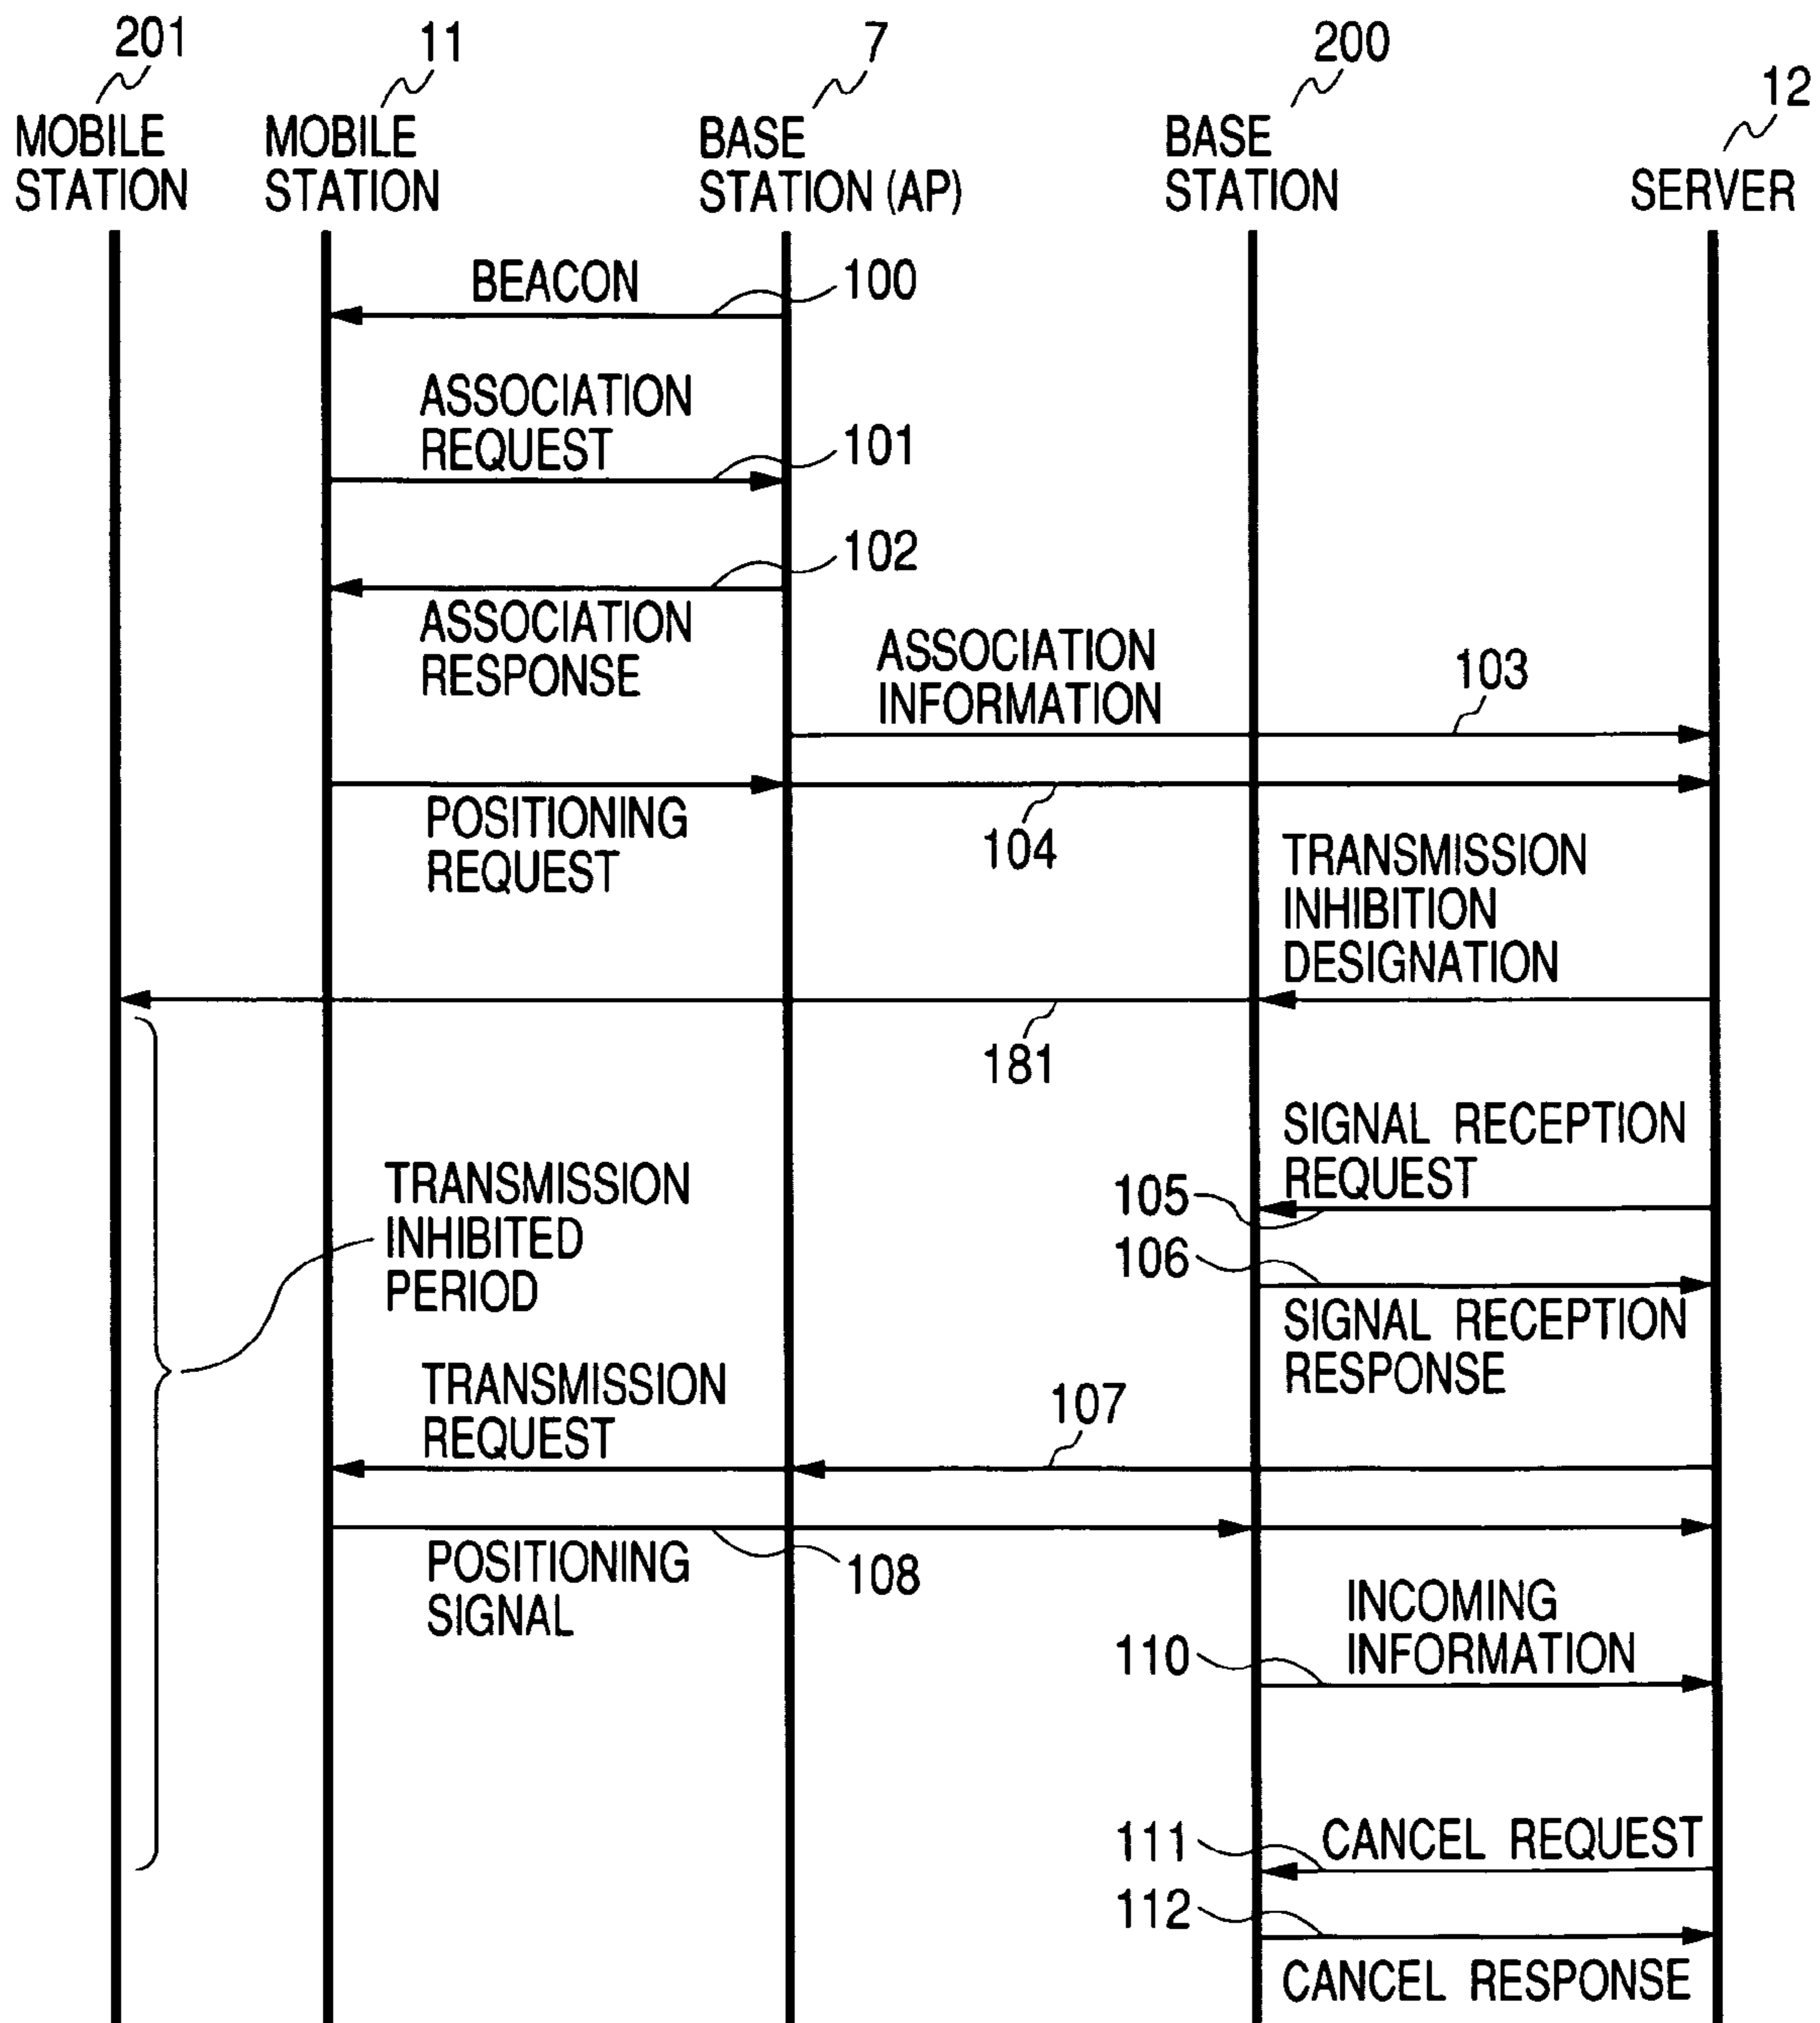 201
11
7
200
12
MOBILE
STATION
MOBILE
STATION
BASE
STATION (AP)
BASE
STATION
SERVER
BEACON
100
ASSOCIATION
REQUEST
101
102
ASSOCIATION
RESPONSE
ASSOCIATION
INFORMATION
103
POSITIONING
REQUEST
104
TRANSMISSION
INHIBITION
DESIGNATION
181
SIGNAL RECEPTION
REQUEST
105
106
SIGNAL RECEPTION
RESPONSE
TRANSMISSION
INHIBITED
PERIOD
TRANSMISSION
REQUEST
107
POSITIONING
SIGNAL
108
INCOMING
INFORMATION
110
CANCEL REQUEST
111
112
CANCEL RESPONSE